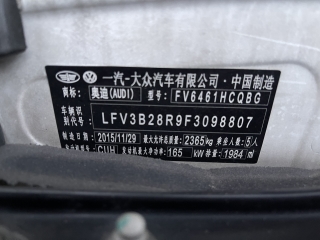 一汽-大众汽车有限公司·中国制造
商标：奥迪(AUDI) 型号：FV6461HCQBG
车辆识别代号： LFV3B28R9F3098807
制造日期：2015/11/29 最大允许总质量：2365kg 乘坐人数：5人
发动机型号：CUH 发动机最大净功率：165 kW 排量：1984 ml